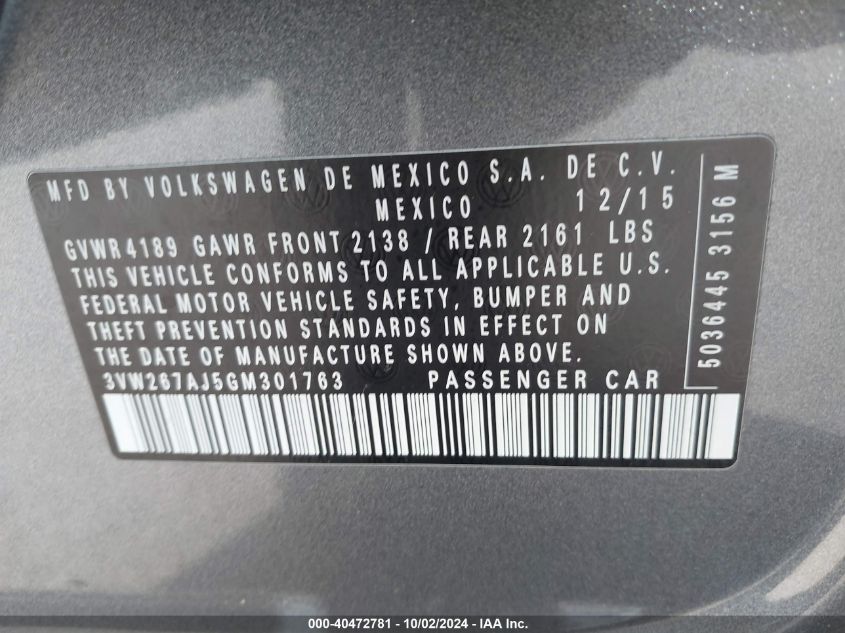 MFD BY VOLKSWAGEN DE MEXICO S.A. DE C.V.
MEXICO 12/15
GVWR 4189 GAWR FRONT 2138 / REAR 2161 LBS
THIS VEHICLE CONFORMS TO ALL APPLICABLE U.S.
FEDERAL MOTOR VEHICLE SAFETY, BUMPER AND
THEFT PREVENTION STANDARDS IN EFFECT ON
THE DATE OF MANUFACTURE SHOWN ABOVE.
3VW267AJ5GM301763 PASSENGER CAR
5036445 3156 M
000-40472781 - 10/02/2024 - IAA Inc.